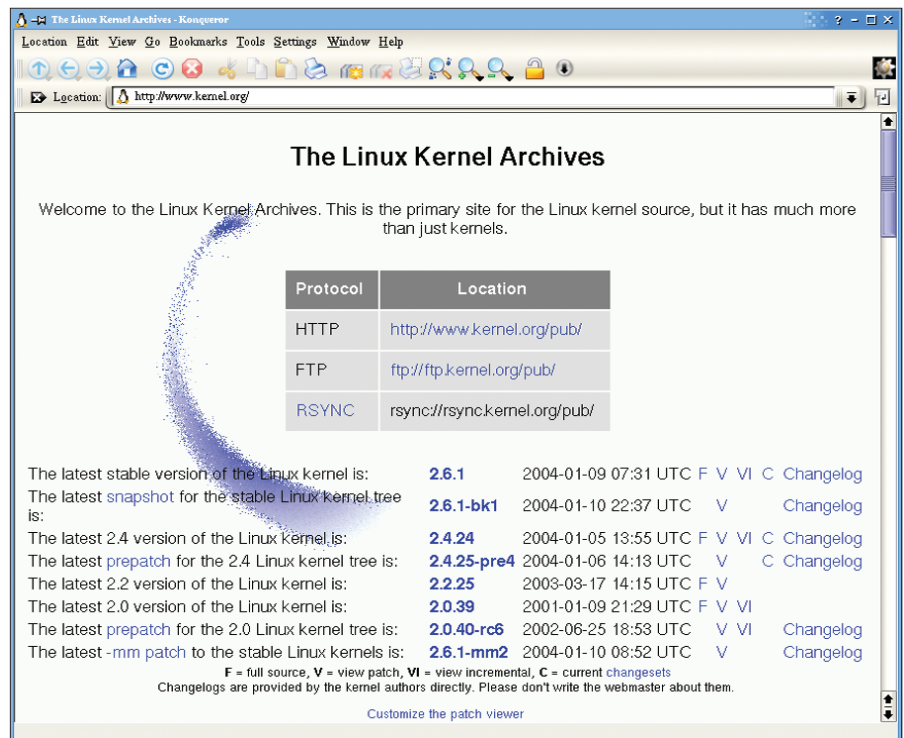 The Linux Kernel Archives - Konqueror
Location Edit View Go Bookmarks Tools Settings Window Help
Location: http://www.kernel.org/
The Linux Kernel Archives
Welcome to the Linux Kernel Archives. This is the primary site for the Linux kernel source, but it has much more
than just kernels.
Protocol Location
HTTP http://www.kernel.org/pub/
FTP ftp://ftp.kernel.org/pub/
RSYNC rsync://rsync.kernel.org/pub/
The latest stable version of the Linux kernel is: 2.6.1 2004-01-09 07:31 UTC F V VI C Changelog
The latest snapshot for the stable Linux kernel tree
is: 2.6.1-bk1 2004-01-10 22:37 UTC V Changelog
The latest 2.4 version of the Linux kernel is: 2.4.24 2004-01-05 13:55 UTC F V VI C Changelog
The latest prepatch for the 2.4 Linux kernel tree is: 2.4.25-pre4 2004-01-06 14:13 UTC V C Changelog
The latest 2.2 version of the Linux kernel is: 2.2.25 2003-03-17 14:15 UTC F V
The latest 2.0 version of the Linux kernel is: 2.0.39 2001-01-09 21:29 UTC F V VI
The latest prepatch for the 2.0 Linux kernel tree is: 2.0.40-rc6 2002-06-25 18:53 UTC V VI Changelog
The latest -mm patch to the stable Linux kernels is: 2.6.1-mm2 2004-01-10 08:52 UTC V Changelog
F = full source, V = view patch, VI = view incremental, C = current changesets
Changelogs are provided by the kernel authors directly. Please don't write the webmaster about them.
Customize the patch viewer